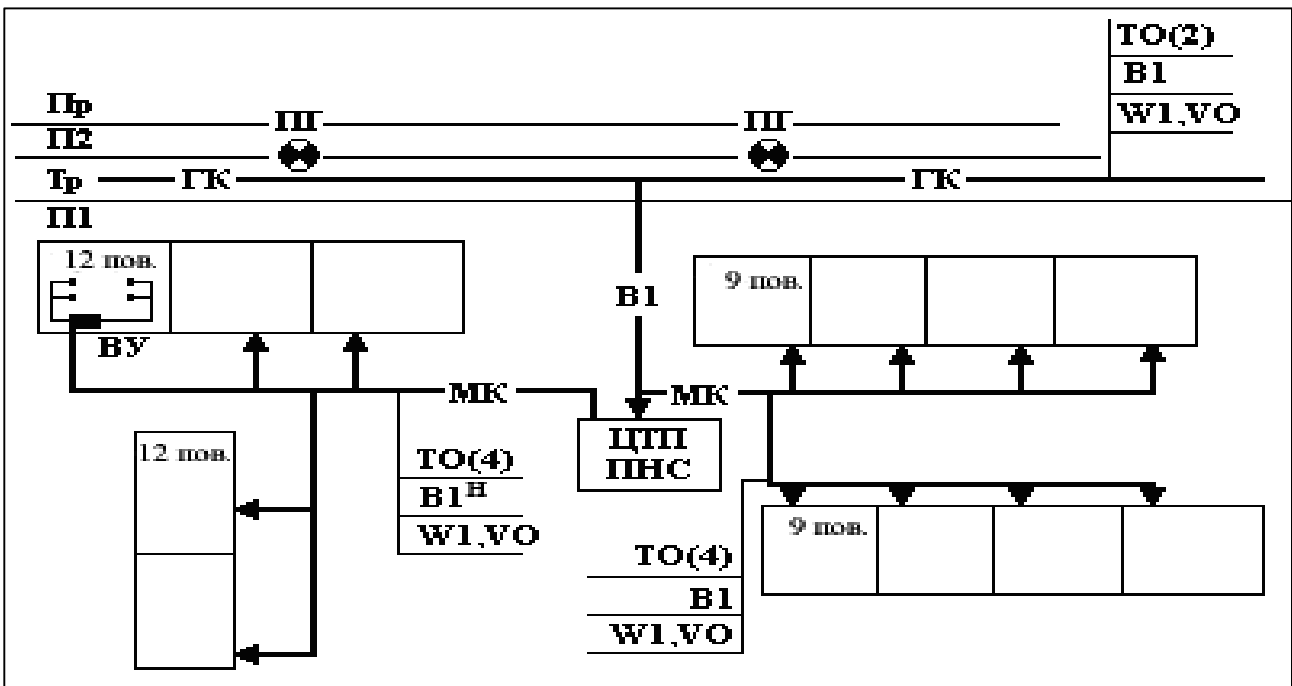 ТО(2)
В1
W1,VO
Пр
ПГ ПГ
П2
Тр ГК ГК
П1
12 пов.
ВУ
В1
9 пов.
МК МК
ЦТП
ПНС
12 пов.
ТО(4)
В1Н
W1,VO
9 пов.
ТО(4)
В1
W1,VO